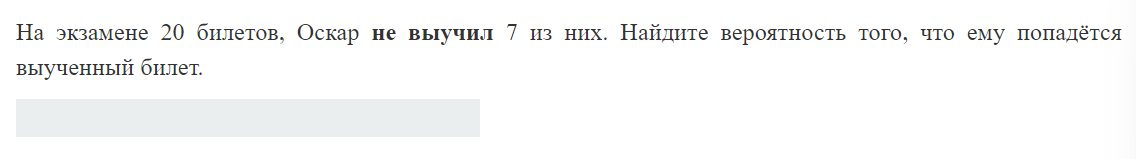 На экзамене 20 билетов, Оскар не выучил 7 из них. Найдите вероятность того, что ему попадётся
выученный билет.